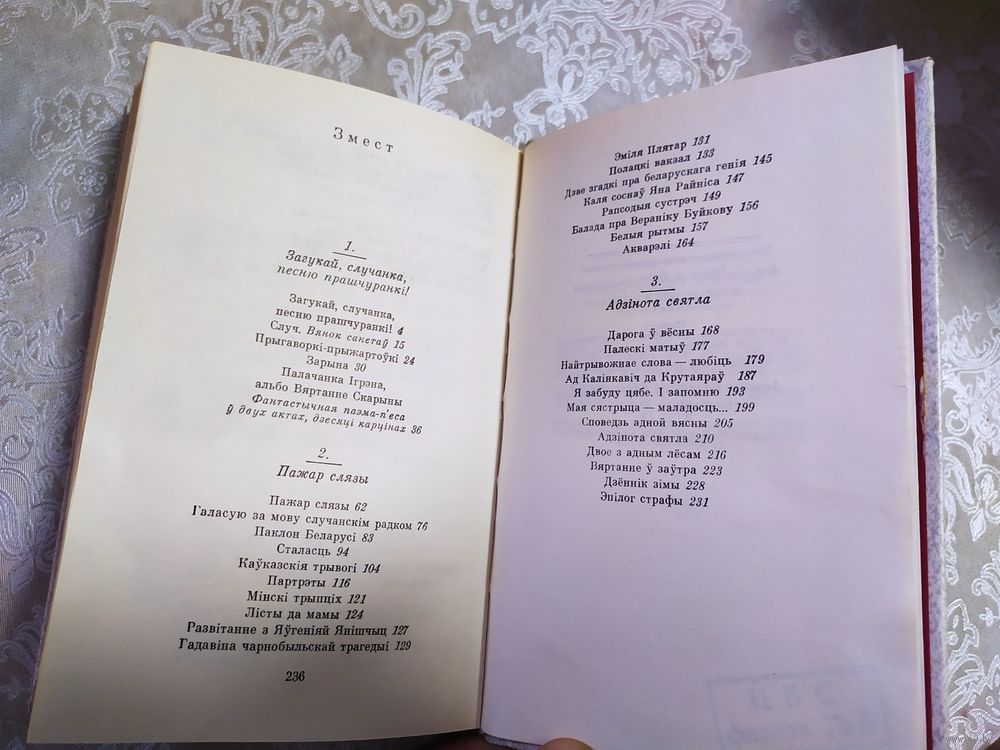 Змест
1.
Загукай, случанка,
песню прашчуранкі!
Загукай, случанка,
песню прашчуранкі! 4
Случ. Вянок санетаў 15
Прыгаворкі-прыжартоўкі 24
Зарына 30
Палачанка Ігрэна,
альбо Вяртанне Скарыны
Фантастычная паэма-п'еса
ў двух актах, дзесяці карцінах 36
2.
Пажар слязы
Пажар слязы 62
Галасую за мову случанскім радком 76
Паклон Беларусі 83
Сталасць 94
Каўказскія трывогі 104
Партрэты 116
Мінскі трыпціх 121
Лісты да мамы 124
Развітанне з Яўгеніяй Янішчыц 127
Гадавіна чарнобыльскай трагедыі 129
236
Эмілія Плятар 131
Полацкі вакзал 133
Дзве згадкі пра беларускага генія 145
Каля соснаў Яна Райніса 147
Рапсодыя сустрэч 149
Балада пра Вераніку Буйкову 156
Белыя рытмы 157
Акварэлі 164
3.
Адзінота святла
Дарога ў вёсны 168
Палескі матыў 177
Найтрывожнае слова — любіць 179
Ад Калінкавіч да Крутаяраў 187
Я забуду цябе. І запомню 193
Мая сястрыца — маладосць... 199
Споведзь адной вясны 205
Адзінота святла 210
Двое з адным лёсам 216
Вяртанне ў заўтра 223
Дзённік зімы 228
Эпілог страфы 231